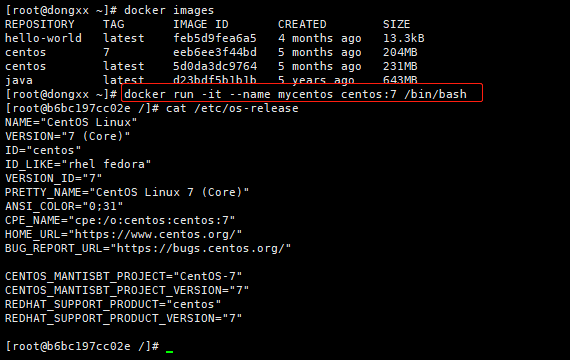 [root@dongxx ~]# docker images
REPOSITORY TAG IMAGE ID CREATED SIZE
hello-world latest feb5d9fea6a5 4 months ago 13.3kB
centos 7 eeb6ee3f44bd 5 months ago 204MB
centos latest 5d0da3dc9764 5 months ago 231MB
java latest d23bdf5b1b1b 5 years ago 643MB
[root@dongxx ~]# docker run -it --name mycentos centos:7 /bin/bash
[root@b6bc197cc02e /]# cat /etc/os-release
NAME="CentOS Linux"
VERSION="7 (Core)"
ID="centos"
ID_LIKE="rhel fedora"
VERSION_ID="7"
PRETTY_NAME="CentOS Linux 7 (Core)"
ANSI_COLOR="0;31"
CPE_NAME="cpe:/o:centos:centos:7"
HOME_URL="https://www.centos.org/"
BUG_REPORT_URL="https://bugs.centos.org/"

CENTOS_MANTISBT_PROJECT="CentOS-7"
CENTOS_MANTISBT_PROJECT_VERSION="7"
REDHAT_SUPPORT_PRODUCT="centos"
REDHAT_SUPPORT_PRODUCT_VERSION="7"

[root@b6bc197cc02e /]#